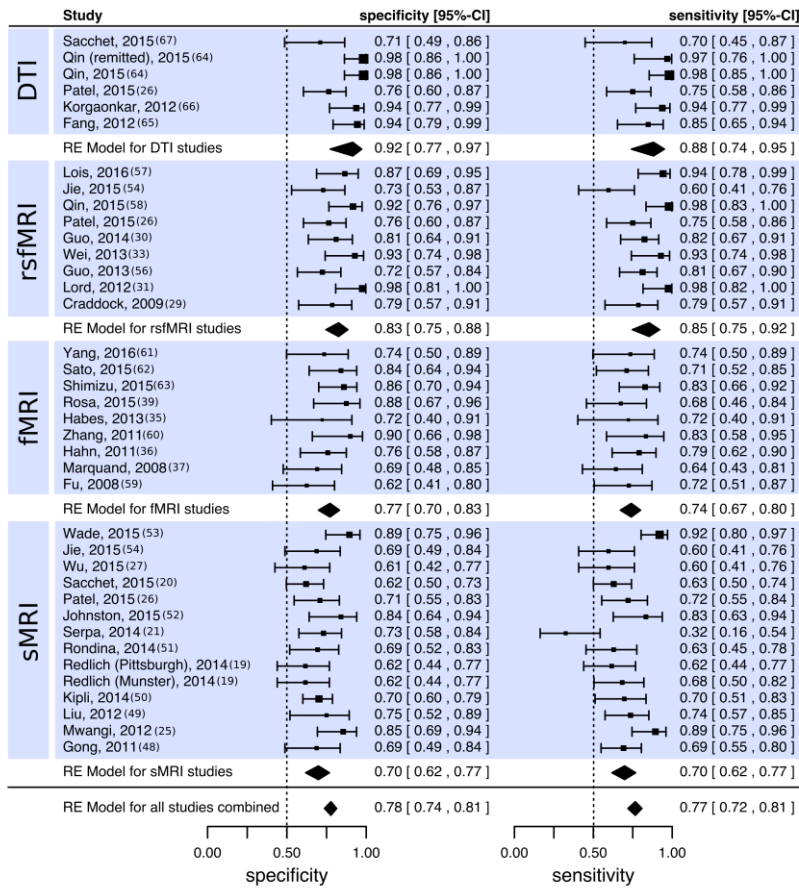 Study specificity [95%-CI] sensitivity [95%-CI]
DTI
Sacchet, 2015(67) 0.71 [ 0.49 , 0.86 ] 0.70 [ 0.45 , 0.87 ]
Qin (remitted), 2015(64) 0.98 [ 0.86 , 1.00 ] 0.97 [ 0.76 , 1.00 ]
Qin, 2015(64) 0.98 [ 0.86 , 1.00 ] 0.98 [ 0.85 , 1.00 ]
Patel, 2015(26) 0.76 [ 0.60 , 0.87 ] 0.75 [ 0.58 , 0.86 ]
Korgaonkar, 2012(66) 0.94 [ 0.77 , 0.99 ] 0.94 [ 0.77 , 0.99 ]
Fang, 2012(65) 0.94 [ 0.79 , 0.99 ] 0.85 [ 0.65 , 0.94 ]
RE Model for DTI studies 0.92 [ 0.77 , 0.97 ] 0.88 [ 0.74 , 0.95 ]
rsfMRI
Lois, 2016(57) 0.87 [ 0.69 , 0.95 ] 0.94 [ 0.78 , 0.99 ]
Jie, 2015(54) 0.73 [ 0.53 , 0.87 ] 0.60 [ 0.41 , 0.76 ]
Qin, 2015(58) 0.92 [ 0.76 , 0.97 ] 0.98 [ 0.83 , 1.00 ]
Patel, 2015(26) 0.76 [ 0.60 , 0.87 ] 0.75 [ 0.58 , 0.86 ]
Guo, 2014(30) 0.81 [ 0.64 , 0.91 ] 0.82 [ 0.67 , 0.91 ]
Wei, 2013(33) 0.93 [ 0.74 , 0.98 ] 0.93 [ 0.74 , 0.98 ]
Guo, 2013(56) 0.72 [ 0.57 , 0.84 ] 0.81 [ 0.67 , 0.90 ]
Lord, 2012(31) 0.98 [ 0.81 , 1.00 ] 0.98 [ 0.82 , 1.00 ]
Craddock, 2009(29) 0.79 [ 0.57 , 0.91 ] 0.79 [ 0.57 , 0.91 ]
RE Model for rsfMRI studies 0.83 [ 0.75 , 0.88 ] 0.85 [ 0.75 , 0.92 ]
fMRI
Yang, 2016(61) 0.74 [ 0.50 , 0.89 ] 0.74 [ 0.50 , 0.89 ]
Sato, 2015(62) 0.84 [ 0.64 , 0.94 ] 0.71 [ 0.52 , 0.85 ]
Shimizu, 2015(63) 0.86 [ 0.70 , 0.94 ] 0.83 [ 0.66 , 0.92 ]
Rosa, 2015(39) 0.88 [ 0.67 , 0.96 ] 0.68 [ 0.46 , 0.84 ]
Habes, 2013(35) 0.72 [ 0.40 , 0.91 ] 0.72 [ 0.40 , 0.91 ]
Zhang, 2011(60) 0.90 [ 0.66 , 0.98 ] 0.83 [ 0.58 , 0.95 ]
Hahn, 2011(36) 0.76 [ 0.58 , 0.87 ] 0.79 [ 0.62 , 0.90 ]
Marquand, 2008(37) 0.69 [ 0.48 , 0.85 ] 0.64 [ 0.43 , 0.81 ]
Fu, 2008(59) 0.62 [ 0.41 , 0.80 ] 0.72 [ 0.51 , 0.87 ]
RE Model for fMRI studies 0.77 [ 0.70 , 0.83 ] 0.74 [ 0.67 , 0.80 ]
sMRI
Wade, 2015(53) 0.89 [ 0.75 , 0.96 ] 0.92 [ 0.80 , 0.97 ]
Jie, 2015(54) 0.69 [ 0.49 , 0.84 ] 0.60 [ 0.41 , 0.76 ]
Wu, 2015(27) 0.61 [ 0.42 , 0.77 ] 0.60 [ 0.41 , 0.76 ]
Sacchet, 2015(20) 0.62 [ 0.50 , 0.73 ] 0.63 [ 0.50 , 0.74 ]
Patel, 2015(26) 0.71 [ 0.55 , 0.83 ] 0.72 [ 0.55 , 0.84 ]
Johnston, 2015(52) 0.84 [ 0.64 , 0.94 ] 0.83 [ 0.63 , 0.94 ]
Serpa, 2014(21) 0.73 [ 0.58 , 0.84 ] 0.32 [ 0.16 , 0.54 ]
Rondina, 2014(51) 0.69 [ 0.52 , 0.83 ] 0.63 [ 0.45 , 0.78 ]
Redlich (Pittsburgh), 2014(19) 0.62 [ 0.44 , 0.77 ] 0.62 [ 0.44 , 0.77 ]
Redlich (Munster), 2014(19) 0.62 [ 0.44 , 0.77 ] 0.68 [ 0.50 , 0.82 ]
Kipli, 2014(50) 0.70 [ 0.60 , 0.79 ] 0.70 [ 0.51 , 0.83 ]
Liu, 2012(49) 0.75 [ 0.52 , 0.89 ] 0.74 [ 0.57 , 0.85 ]
Mwangi, 2012(25) 0.85 [ 0.69 , 0.94 ] 0.89 [ 0.75 , 0.96 ]
Gong, 2011(48) 0.69 [ 0.49 , 0.84 ] 0.69 [ 0.55 , 0.80 ]
RE Model for sMRI studies 0.70 [ 0.62 , 0.77 ] 0.70 [ 0.62 , 0.77 ]
RE Model for all studies combined 0.78 [ 0.74 , 0.81 ] 0.77 [ 0.72 , 0.81 ]
0.00 0.50 1.00 0.00 0.50 1.00
specificity sensitivity